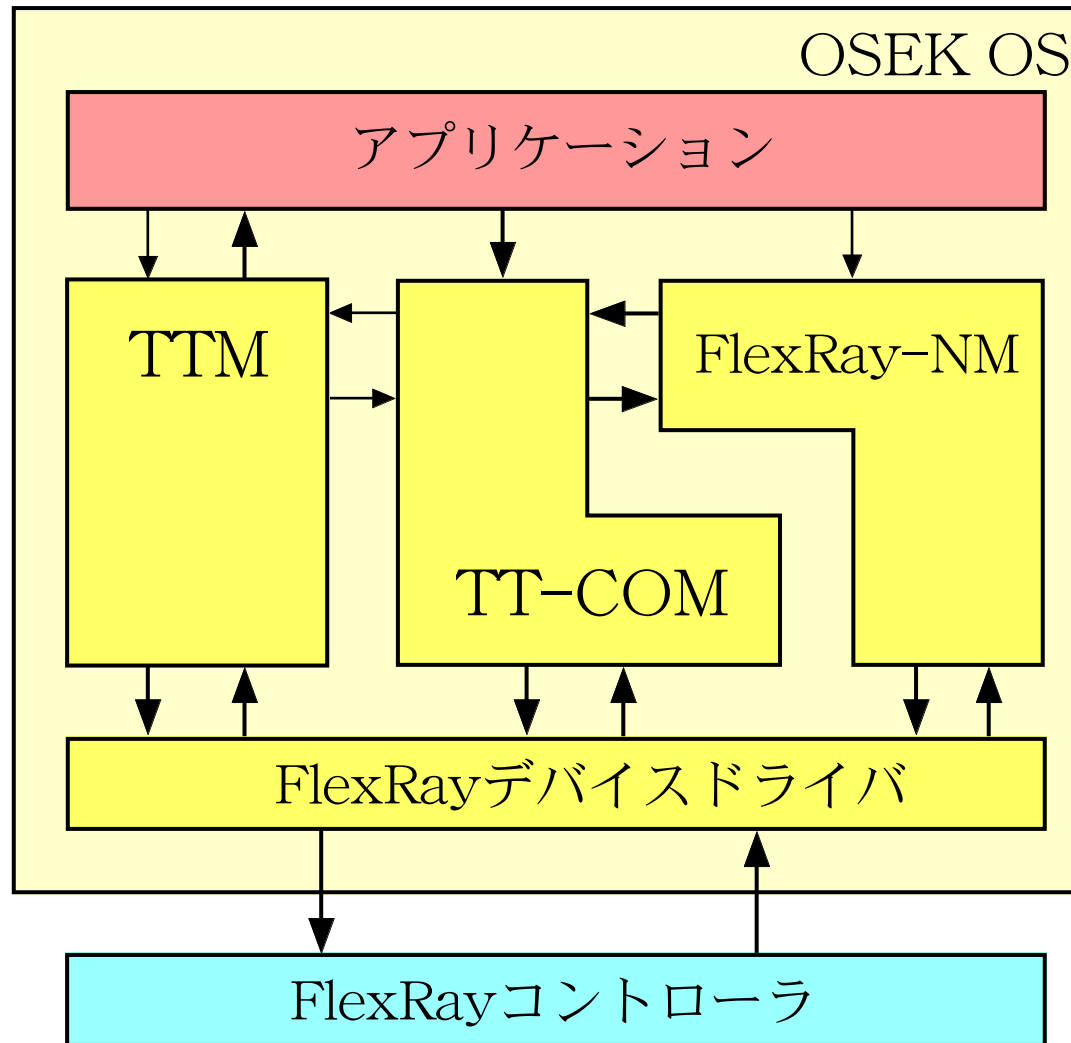 OSEK OS
アプリケーション
TTM
FlexRay-NM
TT-COM
FlexRayデバイスドライバ
FlexRayコントローラ